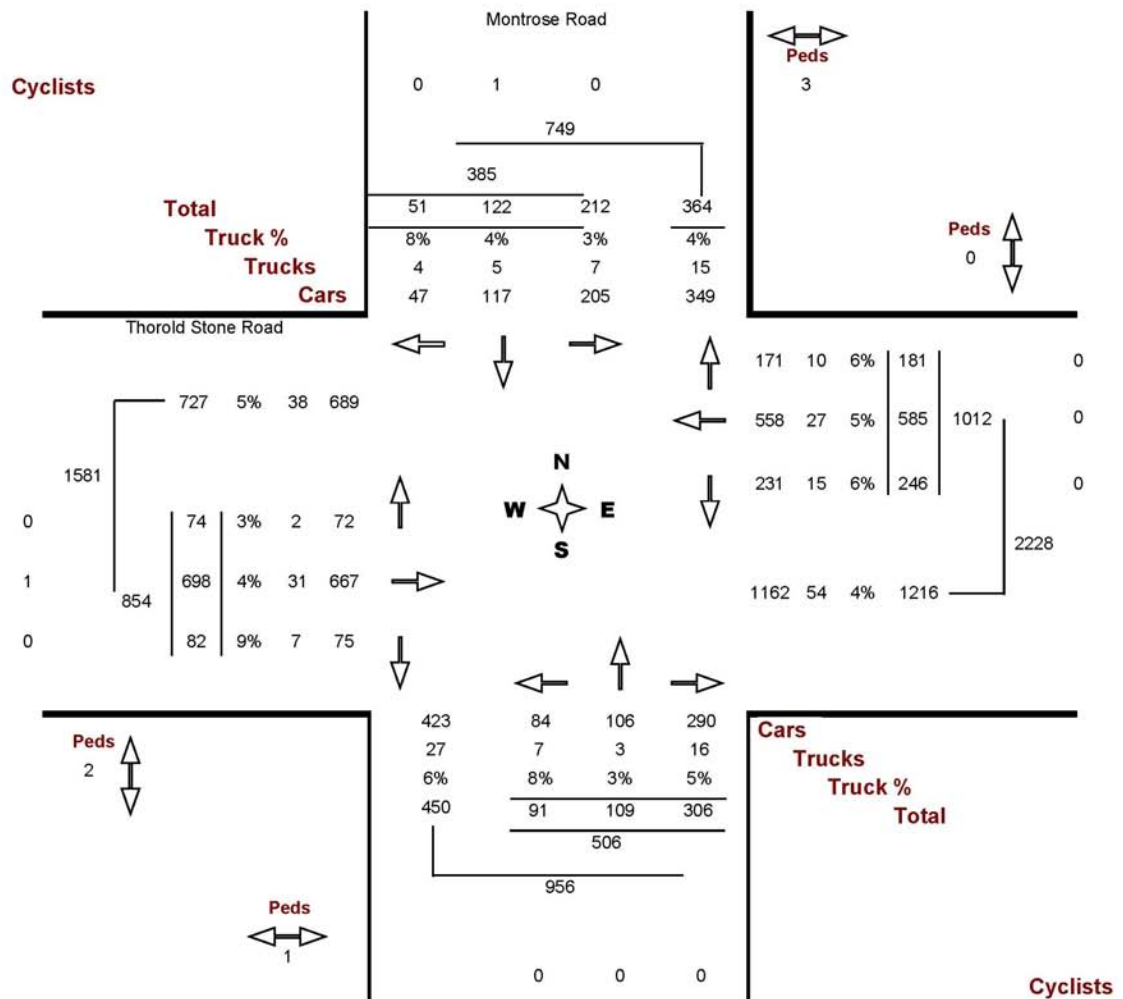 Montrose Road
Peds
3
Cyclists 0 1 0
749
385
Total 51 122 212 364
Truck % 8% 4% 3% 4%
Trucks 4 5 7 15
Cars 47 117 205 349
Peds
0
Thorold Stone Road
171 10 6% 181 0
727 5% 38 689
558 27 5% 585 1012 0
1581
N
231 15 6% 246 0
W E
0 74 3% 2 72
S
2228
1 698 4% 31 667
854
1162 54 4% 1216
0 82 9% 7 75
423 84 106 290
Cars
Peds
2
27 7 3 16
Trucks
6% 8% 3% 5%
Truck %
450 91 109 306
Total
506
956
Peds
1
0 0 0
Cyclists